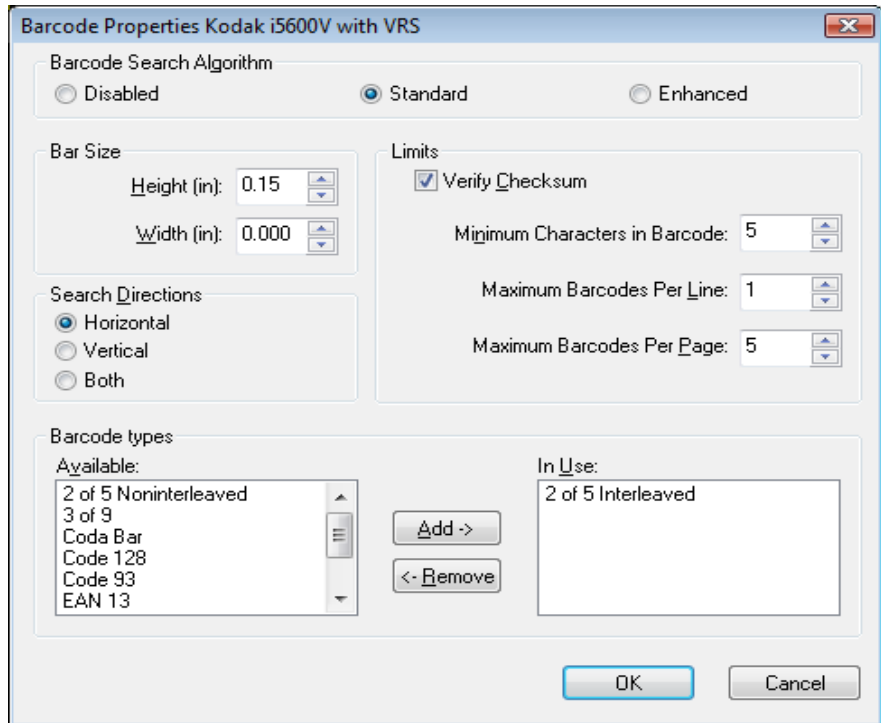 Barcode Properties Kodak i5600V with VRS
Barcode Search Algorithm
Disabled Standard Enhanced
Bar Size
Height (in): 0.15
Width (in): 0.000
Limits
Verify Checksum
Minimum Characters in Barcode: 5
Maximum Barcodes Per Line: 1
Maximum Barcodes Per Page: 5
Search Directions
Horizontal
Vertical
Both
Barcode types
Available:
2 of 5 Noninterleaved
3 of 9
Coda Bar
Code 128
Code 93
EAN 13
Add ->
<- Remove
In Use:
2 of 5 Interleaved
OK Cancel